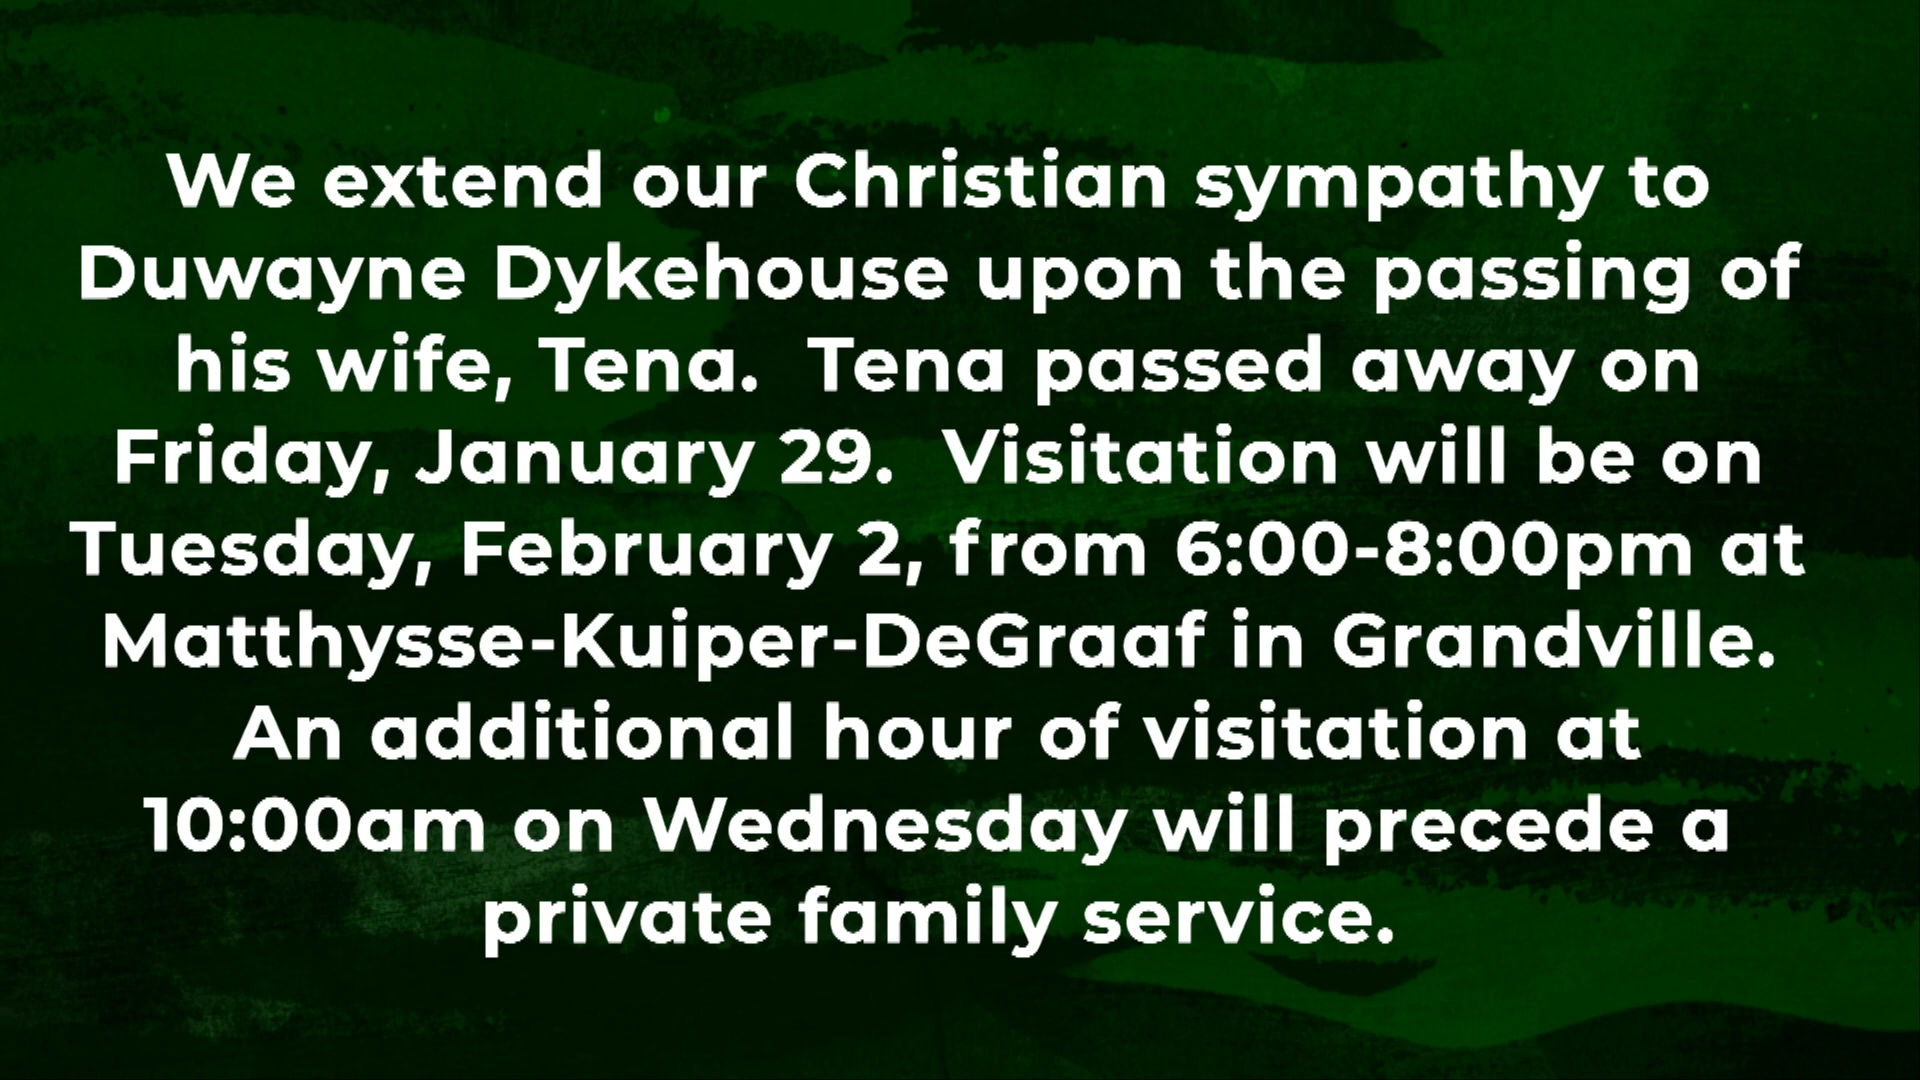 We extend our Christian sympathy to
Duwayne Dykehouse upon the passing of
his wife, Tena.  Tena passed away on
Friday, January 29.  Visitation will be on
Tuesday, February 2, from 6:00-8:00pm at
Matthysse-Kuiper-DeGraaf in Grandville.
An additional hour of visitation at
10:00am on Wednesday will precede a
private family service.